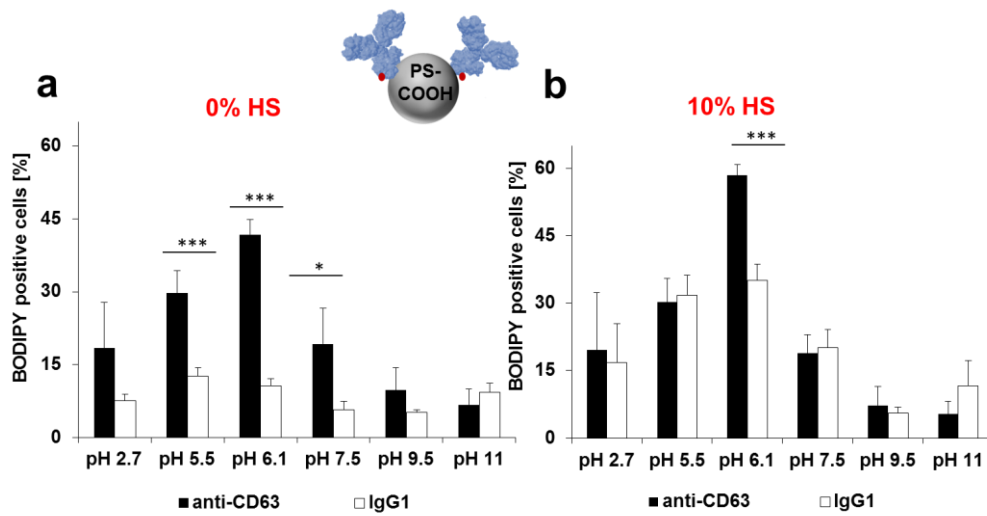 PS-
COOH
a
0% HS
BODIPY positive cells [%]
60
45
30
15
0
***
***
*
pH 2.7 pH 5.5 pH 6.1 pH 7.5 pH 9.5 pH 11
anti-CD63 IgG1
b
10% HS
BODIPY positive cells [%]
60
45
30
15
0
***
pH 2.7 pH 5.5 pH 6.1 pH 7.5 pH 9.5 pH 11
anti-CD63 IgG1